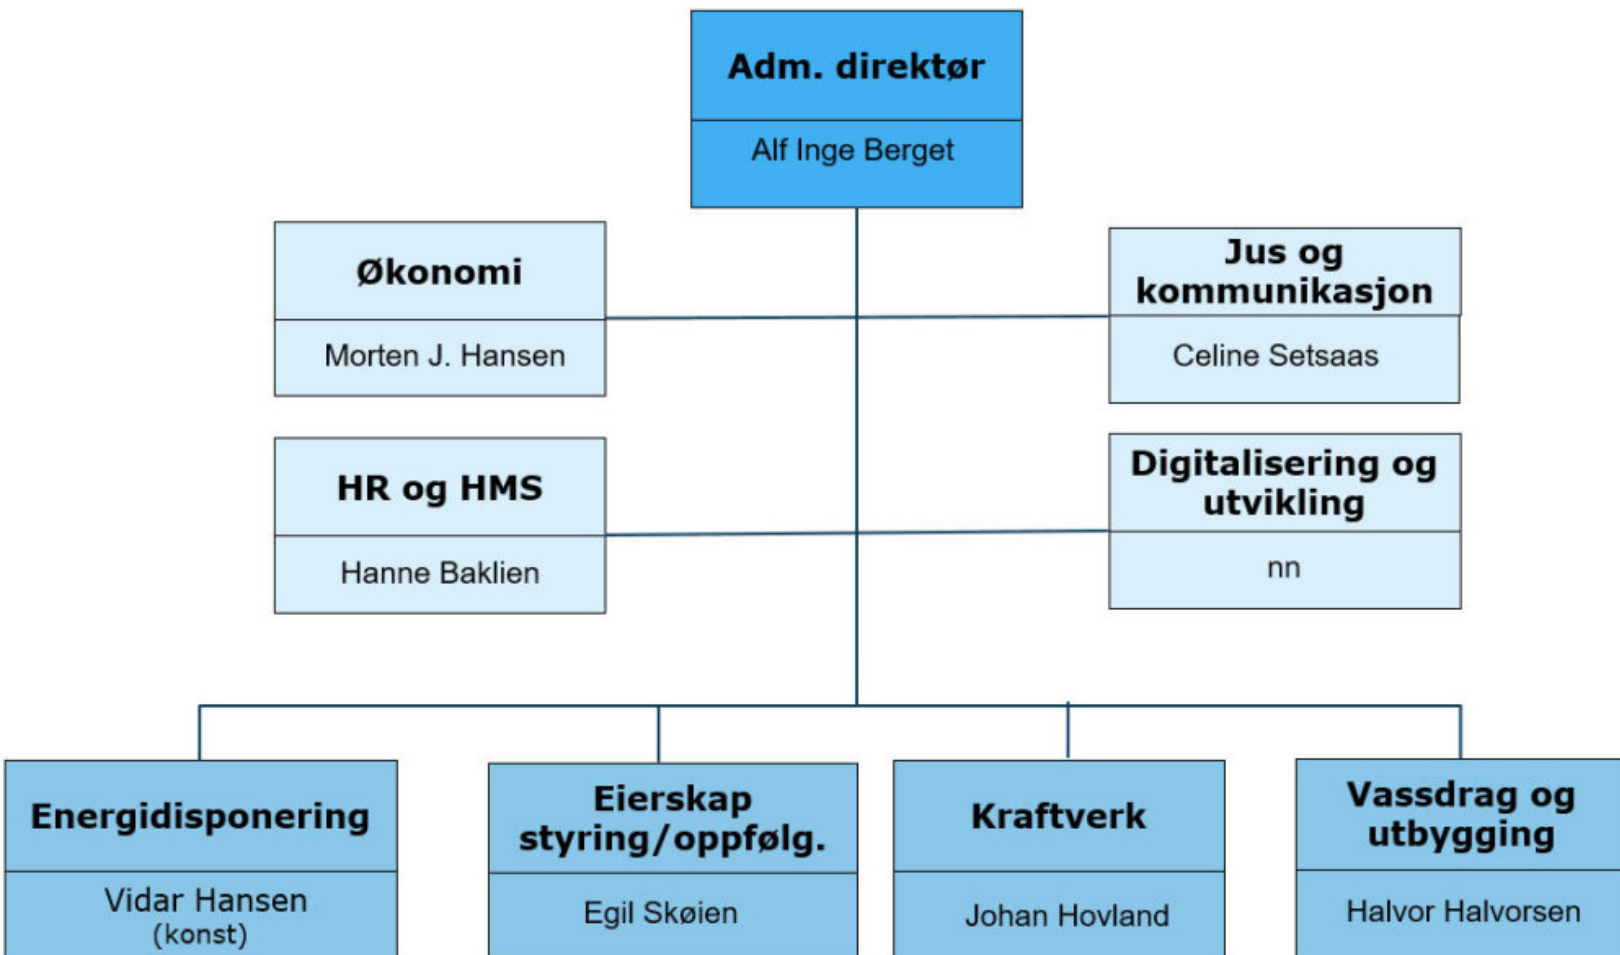 Adm. direktør
Alf Inge Berget
Økonomi
Morten J. Hansen
Jus og
kommunikasjon
Celine Setsaas
HR og HMS
Hanne Baklien
Digitalisering og
utvikling
nn
Energidisponering
Vidar Hansen
(konst)
Eierskap
styring/oppfølg.
Egil Skøien
Kraftverk
Johan Hovland
Vassdrag og
utbygging
Halvor Halvorsen